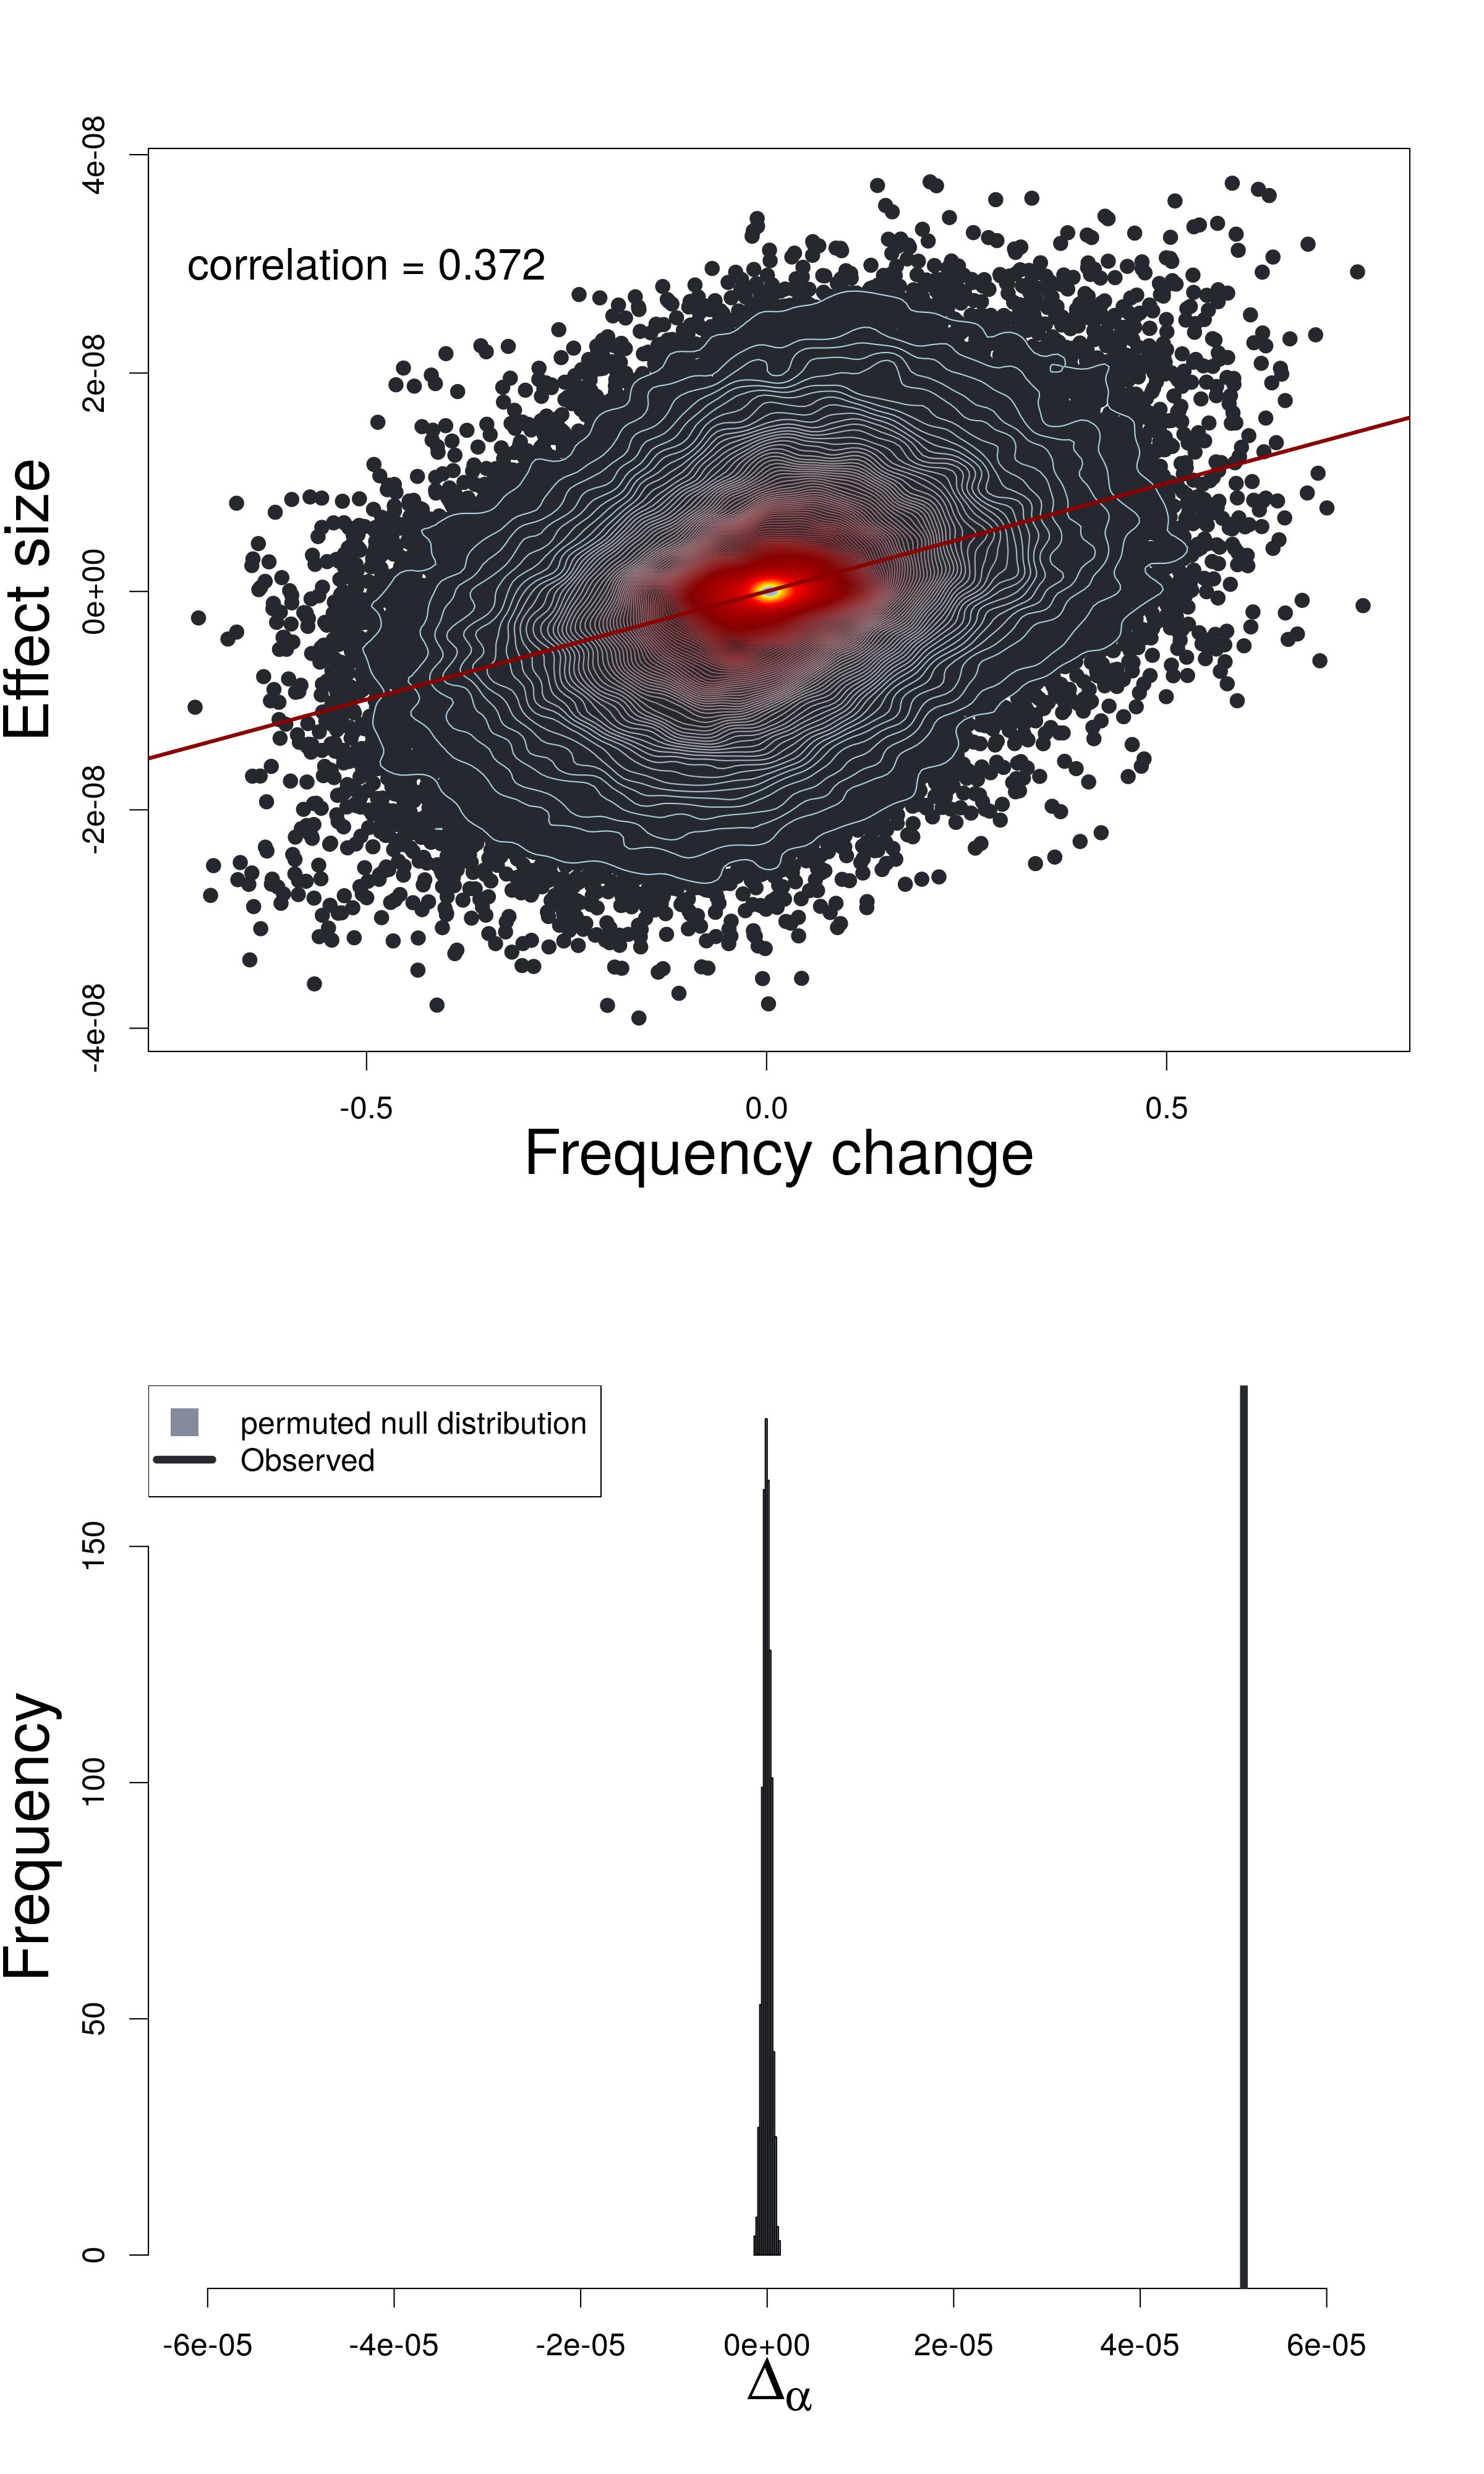 4e-08
2e-08
0e+00
-2e-08
-4e-08
Effect size
correlation = 0.372
-0.5 0.0 0.5
Frequency change
permuted null distribution
Observed
150
100
50
0
Frequency
-6e-05 -4e-05 -2e-05 0e+00 2e-05 4e-05 6e-05
Δα